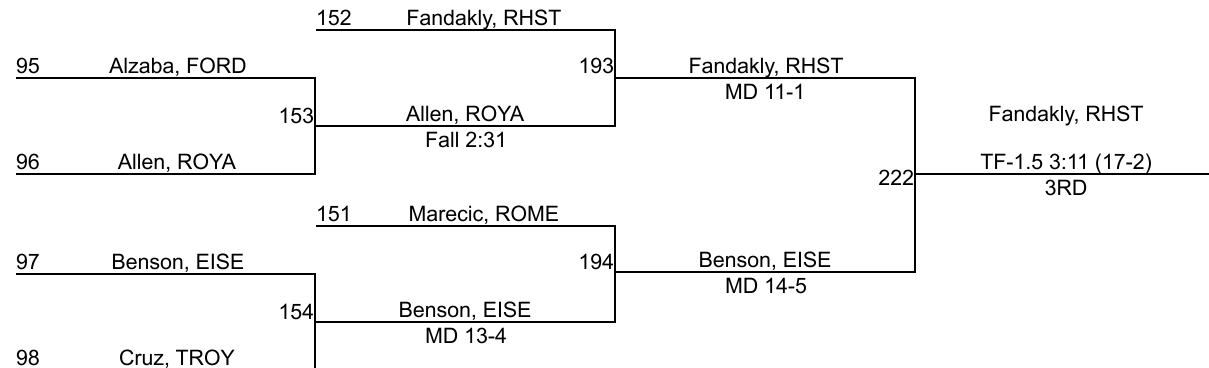 152 Fandakly, RHST
95 Alzaba, FORD
193 Fandakly, RHST
MD 11-1
153 Allen, ROYA
Fall 2:31
Fandakly, RHST
96 Allen, ROYA
TF-1.5 3:11 (17-2)
222
3RD
151 Marecic, ROME
97 Benson, EISE
194 Benson, EISE
MD 14-5
154 Benson, EISE
MD 13-4
98 Cruz, TROY